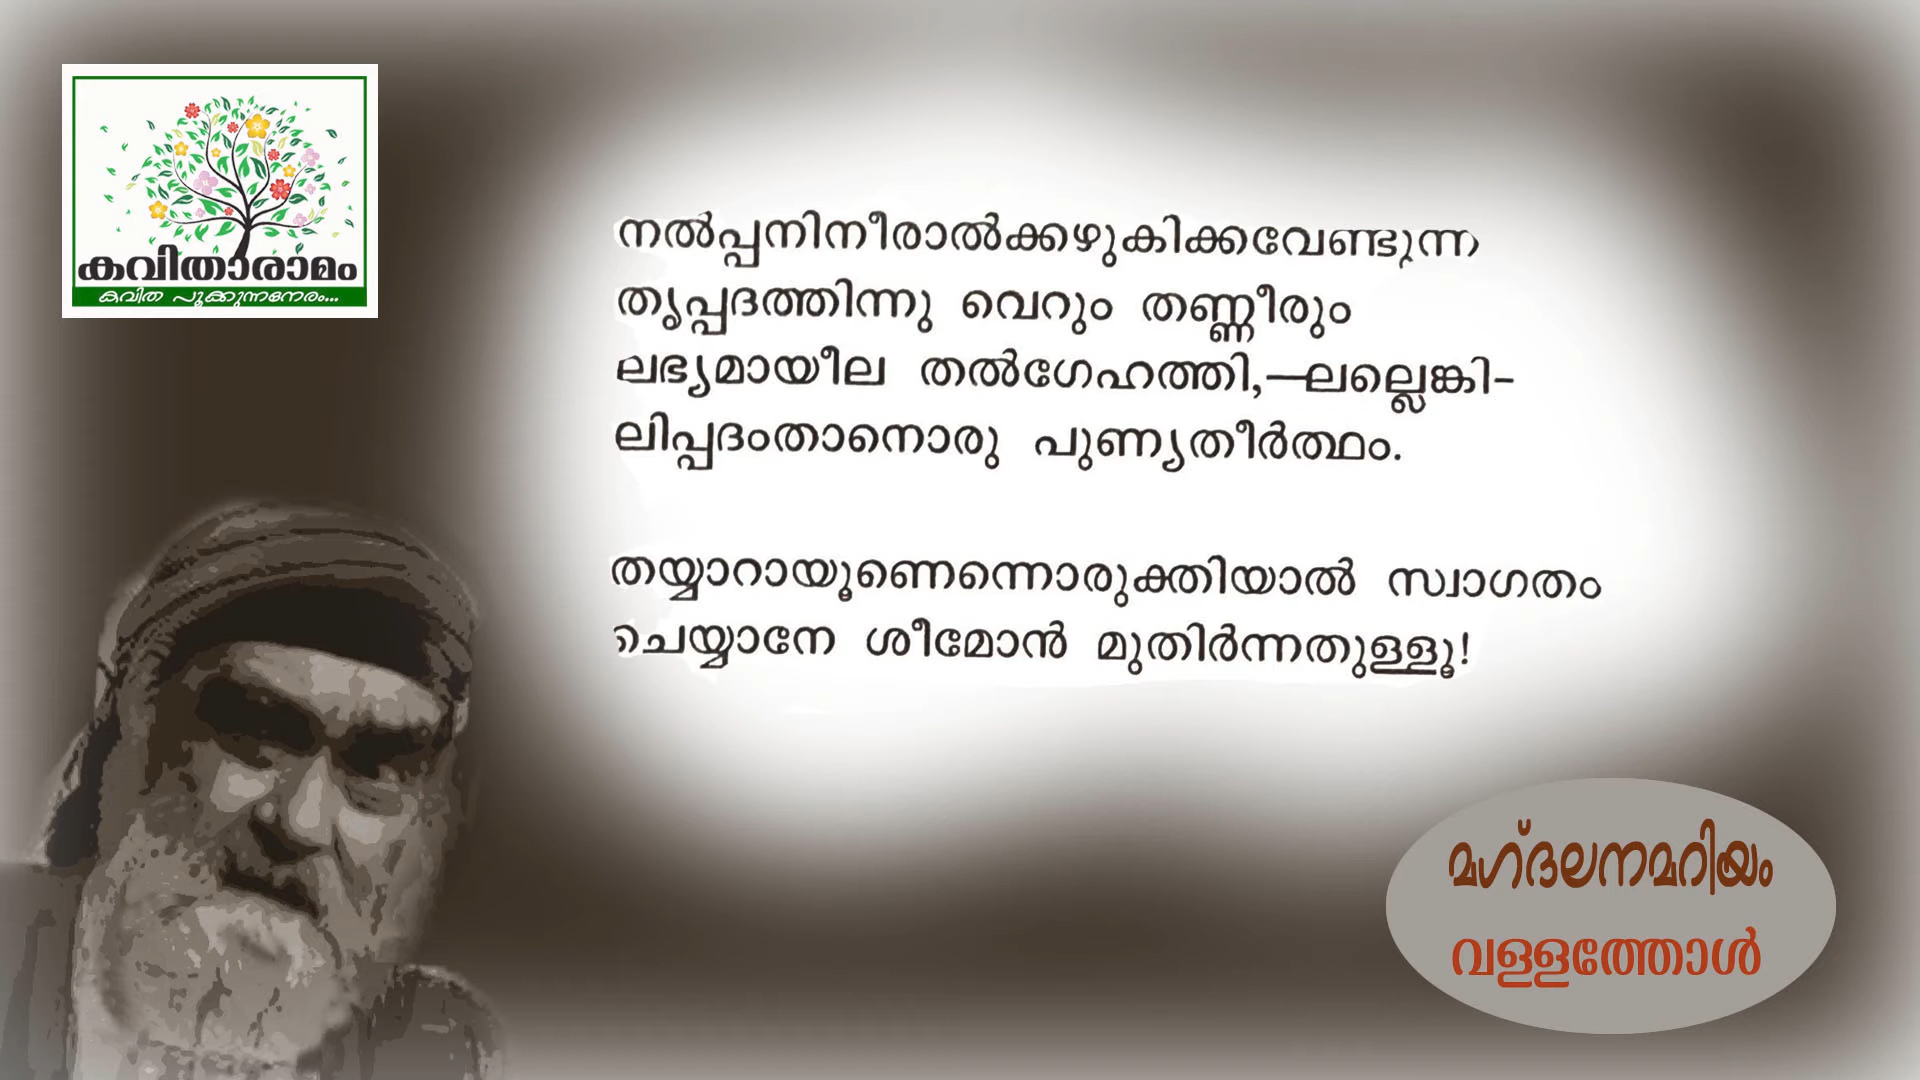 കവിതാരാമം
കവിത പൂക്കുന്നനേരം...
നൽപ്പനിനീരാൽക്കഴുകിക്കവേണ്ടുന്ന
തൃപ്പദത്തിന്നു വെറും തണ്ണീരും
ലഭ്യമായീല തൽഗേഹത്തി,—ലല്ലെങ്കി-
ലിപ്പദംതാനൊരു പുണ്യതീർത്ഥം.
തയ്യാറായൂണെന്നൊരുക്തിയാൽ സ്വാഗതം
ചെയ്യാനേ ശീമോൻ മുതിർന്നതുള്ളൂ!
മഗ്ദലനമറിയം
വള്ളത്തോൾ